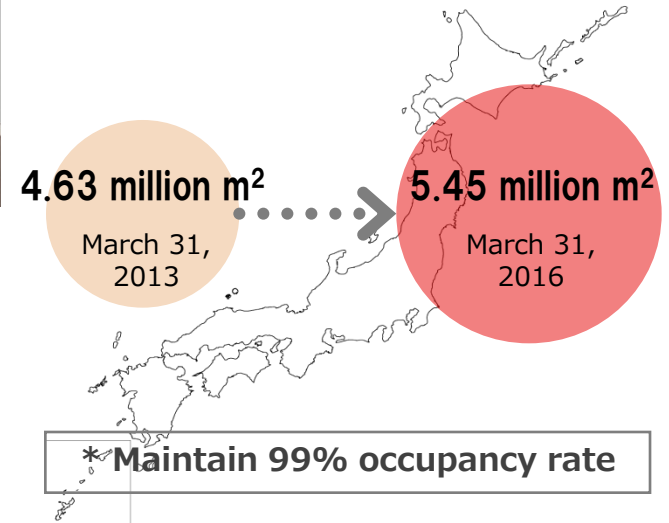 4.63 million m²
March 31,
2013
5.45 million m²
March 31,
2016
* Maintain 99% occupancy rate